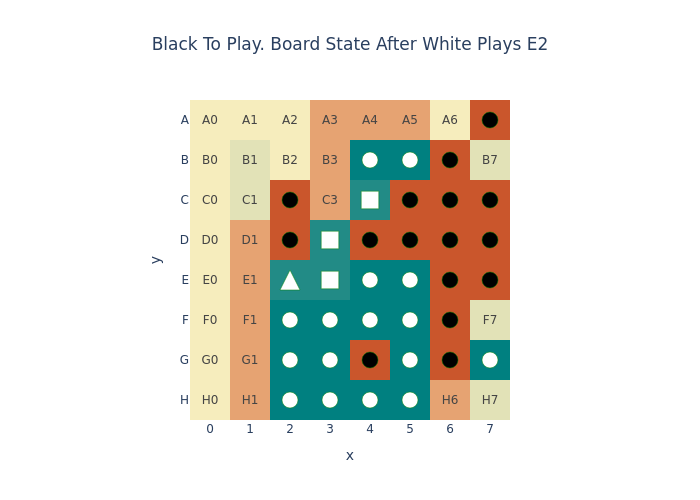 Black To Play. Board State After White Plays E2
A A0 A1 A2 A3 A4 A5 A6
B B0 B1 B2 B3 B7
C C0 C1 C3
D D0 D1
E E0 E1
F F0 F1 F7
G G0 G1
H H0 H1 H6 H7
0 1 2 3 4 5 6 7
x
y